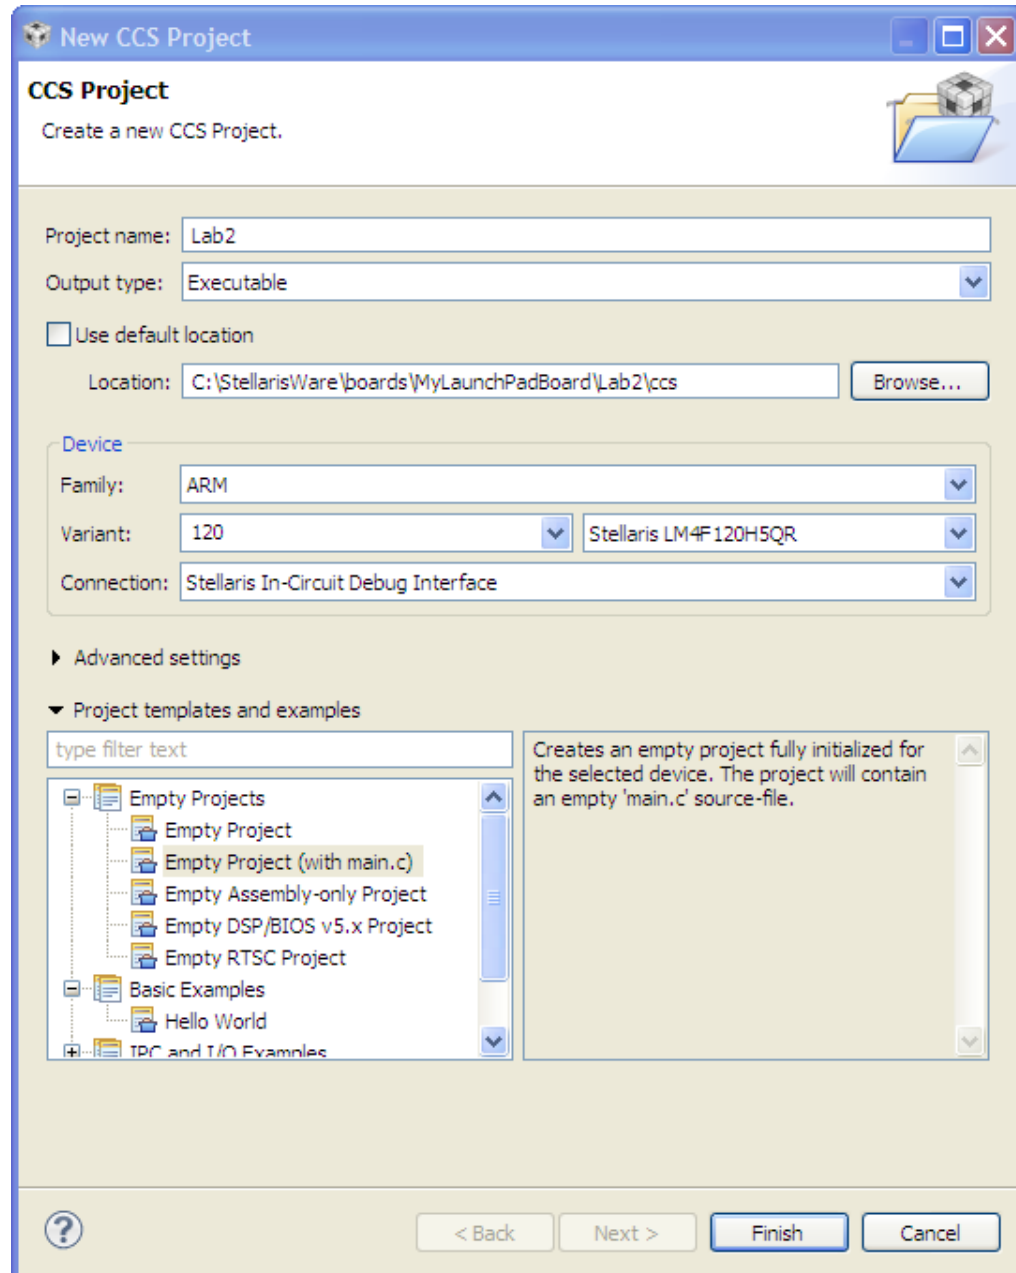 New CCS Project
CCS Project
Create a new CCS Project.
Project name: Lab2
Output type: Executable
Use default location
Location: C:\StellarisWare\boards\MyLaunchPadBoard\Lab2\ccs Browse...
Device
Family: ARM
Variant: 120 Stellaris LM4F120H5QR
Connection: Stellaris In-Circuit Debug Interface
Advanced settings
Project templates and examples
type filter text
Empty Projects
Empty Project
Empty Project (with main.c)
Empty Assembly-only Project
Empty DSP/BIOS v5.x Project
Empty RTSC Project
Basic Examples
Hello World
IPC and I/O Examples
Creates an empty project fully initialized for
the selected device. The project will contain
an empty 'main.c' source-file.
? < Back Next > Finish Cancel